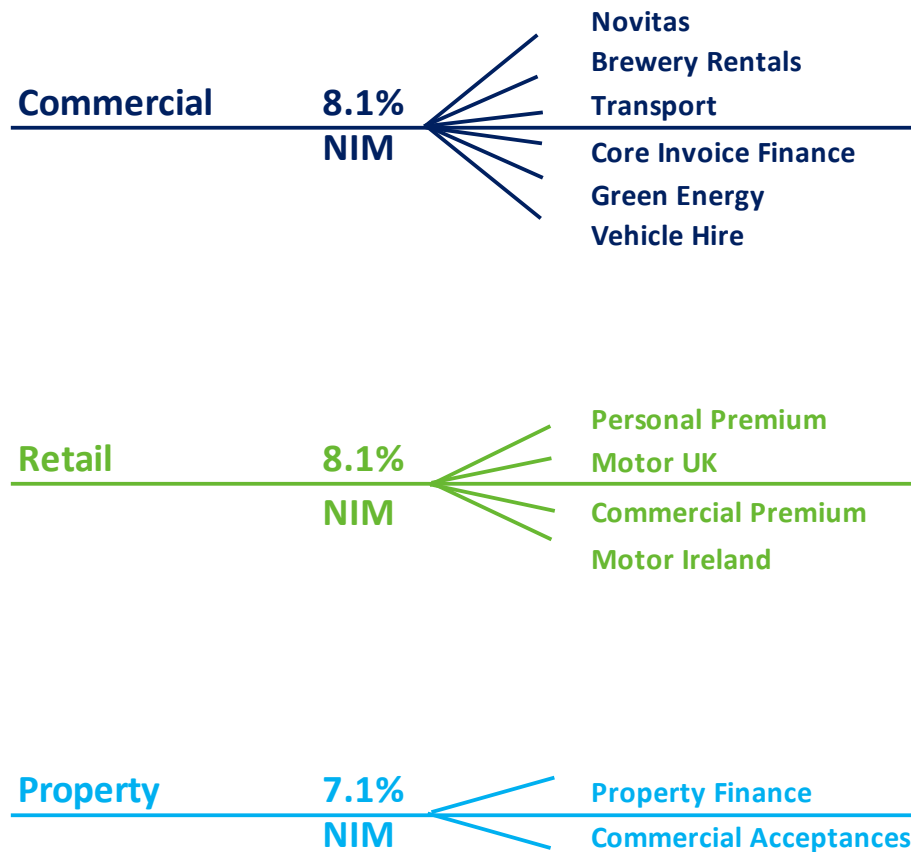 Novitas
Brewery Rentals
Commercial 8.1% Transport
NIM Core Invoice Finance
Green Energy
Vehicle Hire
Personal Premium
Retail 8.1% Motor UK
NIM Commercial Premium
Motor Ireland
Property 7.1% Property Finance
NIM Commercial Acceptances